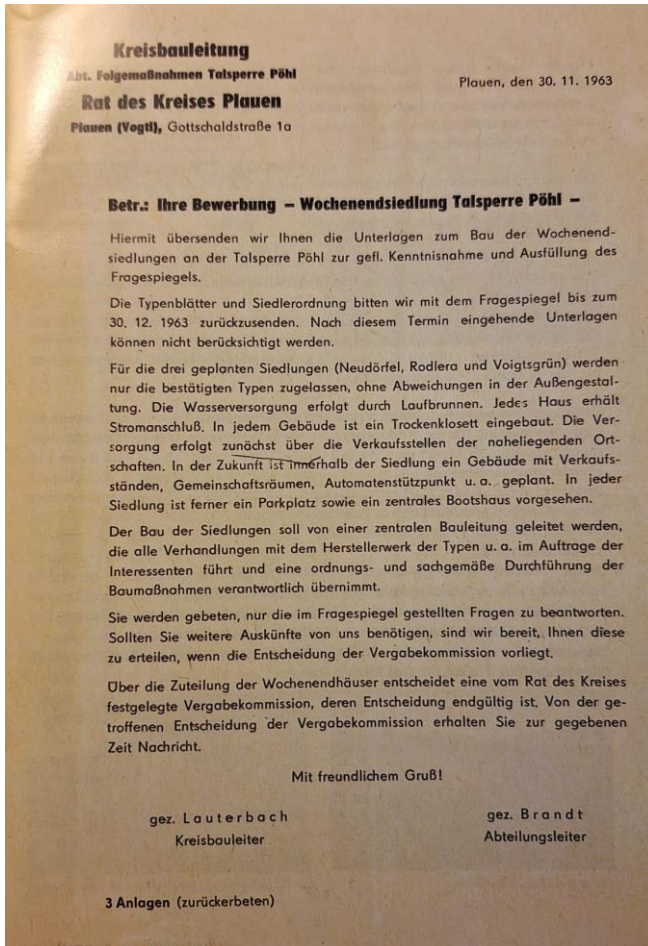 Kreisbauleitung
Abt. Folgemaßnahmen Talsperre Pöhl
Rat des Kreises Plauen
Plauen (Vogtl), Gottschaldstraße 1a
Plauen, den 30. 11. 1963
Betr.: Ihre Bewerbung – Wochenendsiedlung Talsperre Pöhl –
Hiermit übersenden wir Ihnen die Unterlagen zum Bau der Wochenend-
siedlungen an der Talsperre Pöhl zur gefl. Kenntnisnahme und Ausfüllung des
Fragespiegels.
Die Typenblätter und Siedlerordnung bitten wir mit dem Fragespiegel bis zum
30. 12. 1963 zurückzusenden. Nach diesem Termin eingehende Unterlagen
können nicht berücksichtigt werden.
Für die drei geplanten Siedlungen (Neudörfel, Rodlera und Voigtsgrün) werden
nur die bestätigten Typen zugelassen, ohne Abweichungen in der Außengestal-
tung. Die Wasserversorgung erfolgt durch Laufbrunnen. Jedes Haus erhält
Stromanschluß. In jedem Gebäude ist ein Trockenklosett eingebaut. Die Ver-
sorgung erfolgt zunächst über die Verkaufsstellen der naheliegenden Ort-
schaften. In der Zukunft ist innerhalb der Siedlung ein Gebäude mit Verkaufs-
ständen, Gemeinschaftsräumen, Automatenstützpunkt u. a. geplant. In jeder
Siedlung ist ferner ein Parkplatz sowie ein zentrales Bootshaus vorgesehen.
Der Bau der Siedlungen soll von einer zentralen Bauleitung geleitet werden,
die alle Verhandlungen mit dem Herstellerwerk der Typen u. a. im Auftrage der
Interessenten führt und eine ordnungs- und sachgemäße Durchführung der
Baumaßnahmen verantwortlich übernimmt.
Sie werden gebeten, nur die im Fragespiegel gestellten Fragen zu beantworten.
Sollten Sie weitere Auskünfte von uns benötigen, sind wir bereit, Ihnen diese
zu erteilen, wenn die Entscheidung der Vergabekommission vorliegt.
Über die Zuteilung der Wochenendhäuser entscheidet eine vom Rat des Kreises
festgelegte Vergabekommission, deren Entscheidung endgültig ist. Von der ge-
troffenen Entscheidung der Vergabekommission erhalten Sie zur gegebenen
Zeit Nachricht.
Mit freundlichem Gruß!
gez. Lauterbach
Kreisbauleiter
gez. Brandt
Abteilungsleiter
3 Anlagen (zurückerbeten)